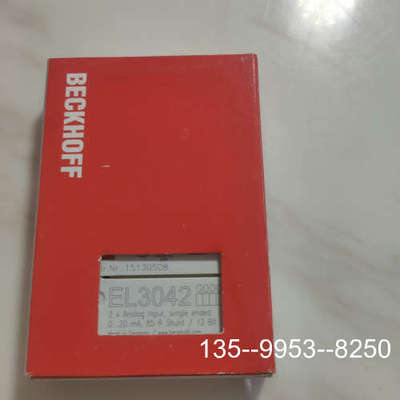 BECKHOFF
Nr.:15130508
EL3042
2 x Analog Input, single ended
0...20 mA, 85 R Shunt / 12 Bit
135--9953--8250